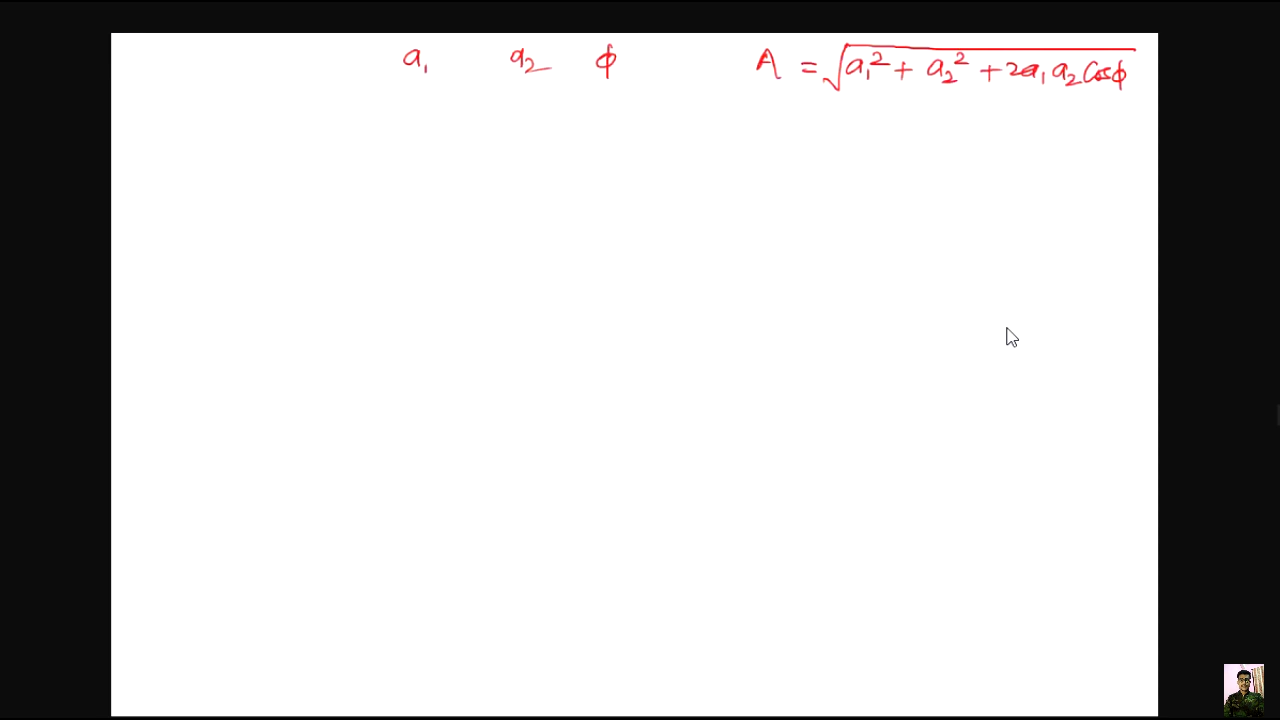 a₁ a₂ ϕ A = √(a₁² + a₂² + 2a₁a₂Cosϕ)